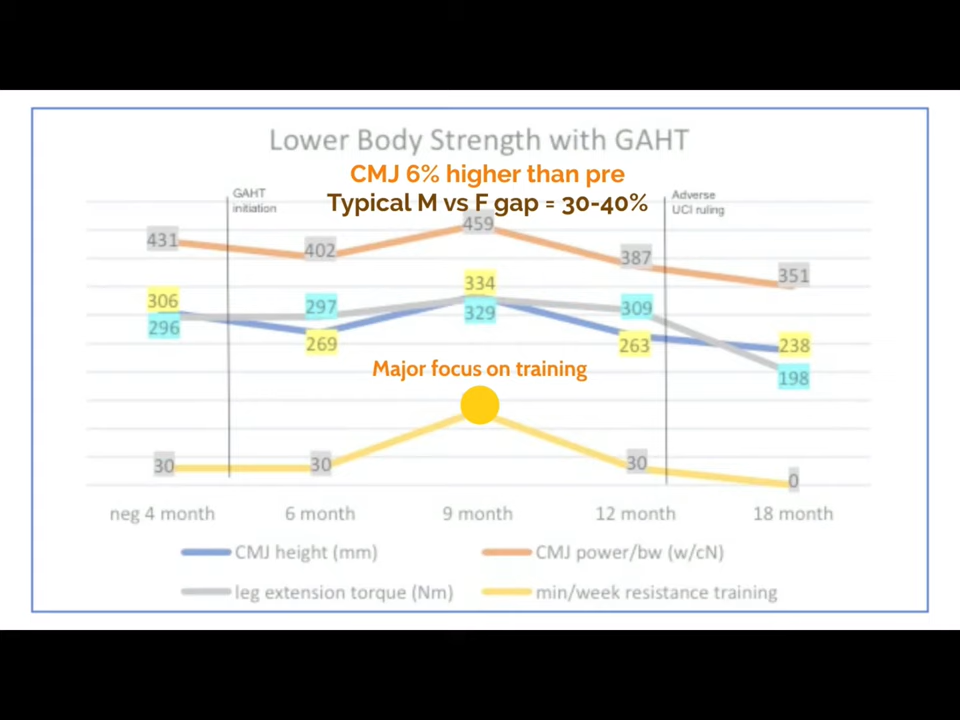 Lower Body Strength with GAHT
CMJ 6% higher than pre
Typical M vs F gap = 30-40%
GAHT
initiation
Adverse
UCI ruling
431
402
459
387
351
306
297
334
309
238
296
269
329
263
198
Major focus on training
30
30
30
0
neg 4 month
6 month
9 month
12 month
18 month
CMJ height (mm)
CMJ power/bw (w/cN)
leg extension torque (Nm)
min/week resistance training